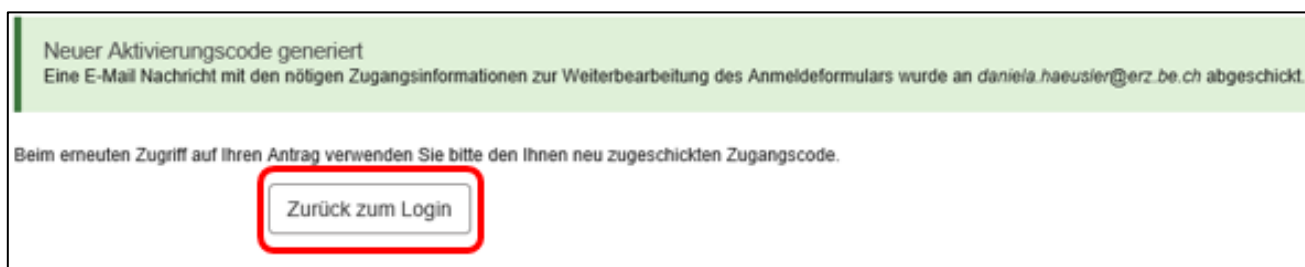 Neuer Aktivierungscode generiert
Eine E-Mail Nachricht mit den nötigen Zugangsinformationen zur Weiterbearbeitung des Anmeldeformulars wurde an daniela.haeusler@erz.be.ch abgeschickt.
Beim erneuten Zugriff auf Ihren Antrag verwenden Sie bitte den Ihnen neu zugeschickten Zugangscode.
Zurück zum Login